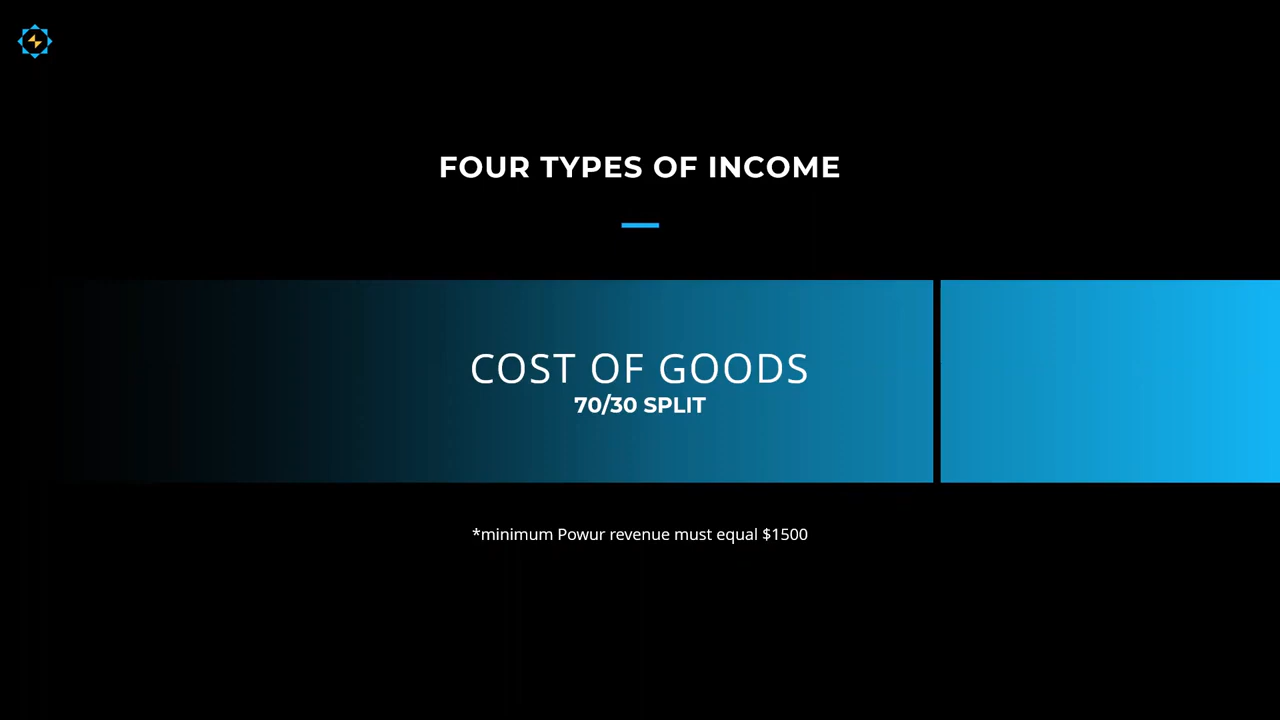 FOUR TYPES OF INCOME
COST OF GOODS
70/30 SPLIT
*minimum Powur revenue must equal $1500